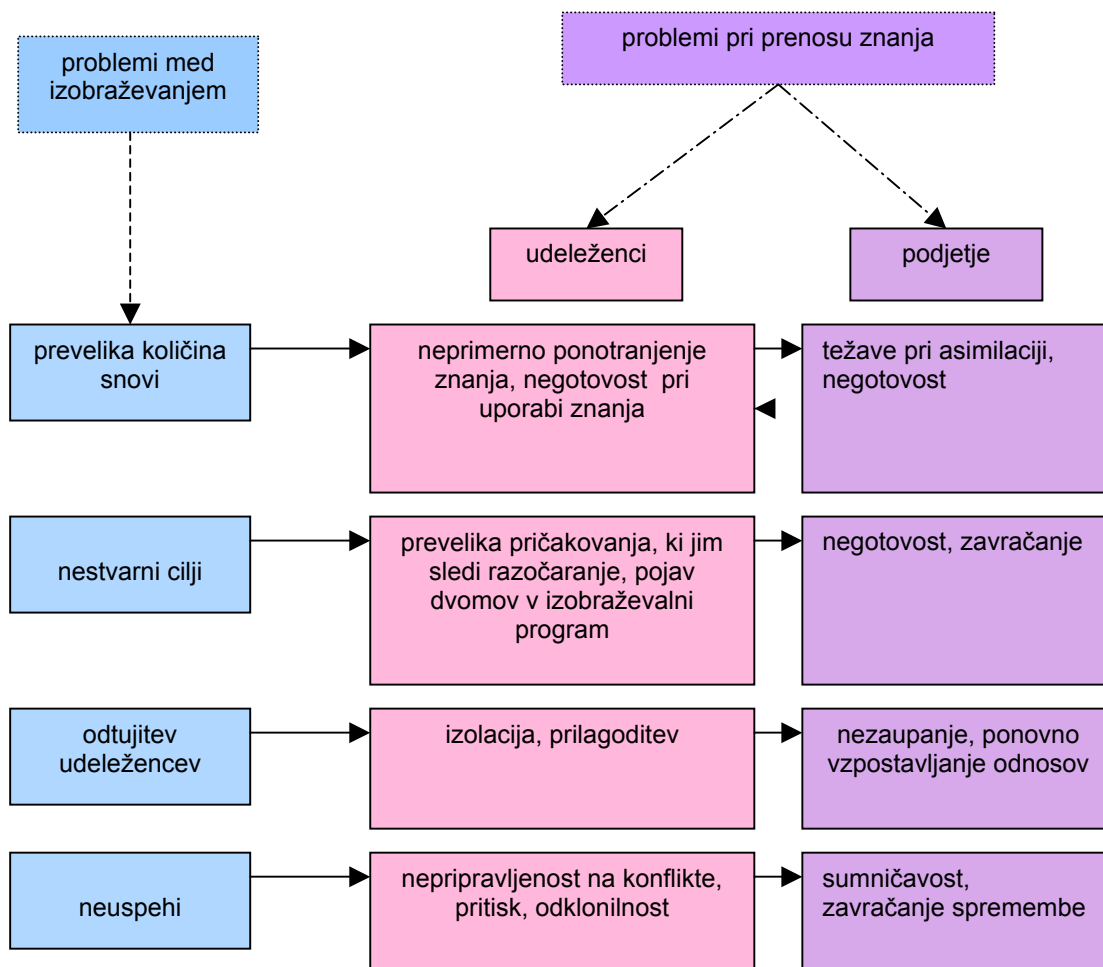 problemi med
izobraževanjem
problemi pri prenosu znanja
udeleženci
podjetje
prevelika količina
snovi
neprimerno ponotranjenje
znanja, negotovost pri
uporabi znanja
težave pri asimilaciji,
negotovost
nestvarni cilji
prevelika pričakovanja, ki jim
sledi razočaranje, pojav
dvomov v izobraževalni
program
negotovost, zavračanje
odtujitev
udeležencev
izolacija, prilagoditev
nezaupanje, ponovno
vzpostavljanje odnosov
neuspehi
nepripravljenost na konflikte,
pritisk, odklonilnost
sumničavost,
zavračanje spremembe